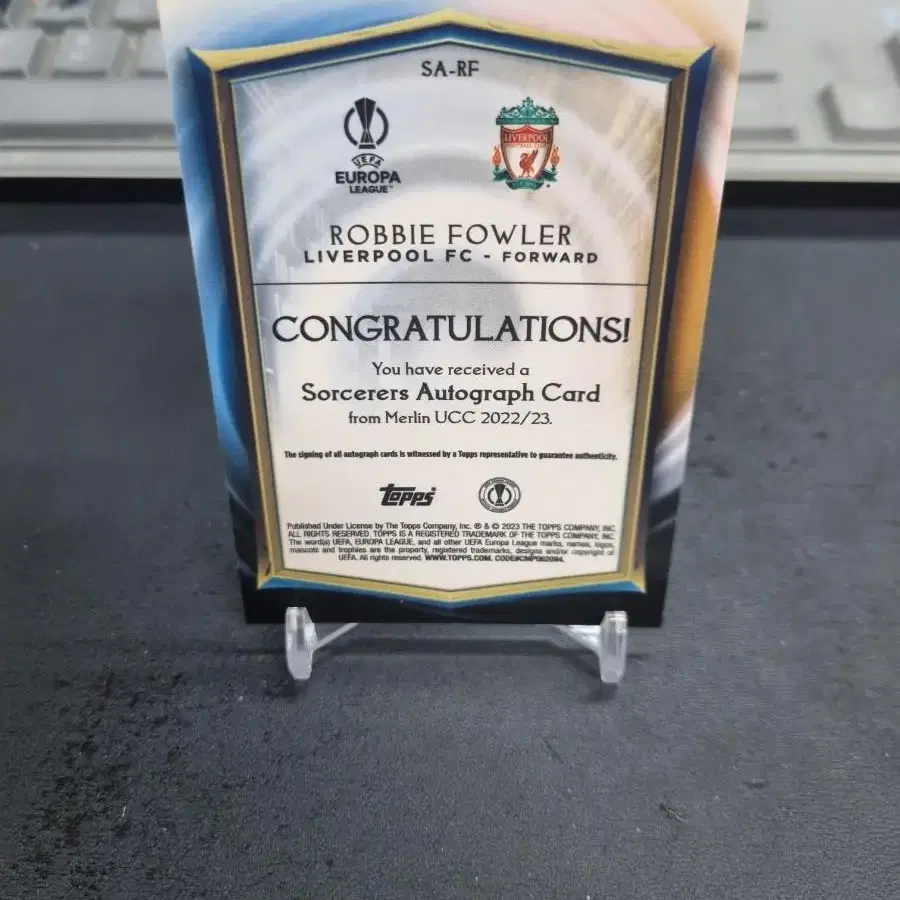 SA-RF
UEFA
EUROPA
LEAGUE™
LIVERPOOL
FOOTBALL CLUB
ROBBIE FOWLER
LIVERPOOL FC - FORWARD
CONGRATULATIONS!
You have received a
Sorcerers Autograph Card
from Merlin UCC 2022/23.
The signing of all autograph cards is witnessed by a Topps representative to guarantee authenticity.
Topps®
Published Under License by The Topps Company, Inc. ® & © 2023 THE TOPPS COMPANY, INC.
ALL RIGHTS RESERVED. TOPPS IS A REGISTERED TRADEMARK OF THE TOPPS COMPANY, INC.
The word(s) UEFA, EUROPA LEAGUE, and all other UEFA Europa League marks, names, logos,
mascots and trophies are the property, registered trademarks, designs and/or copyright of
UEFA. All rights reserved. WWW.TOPPS.COM.